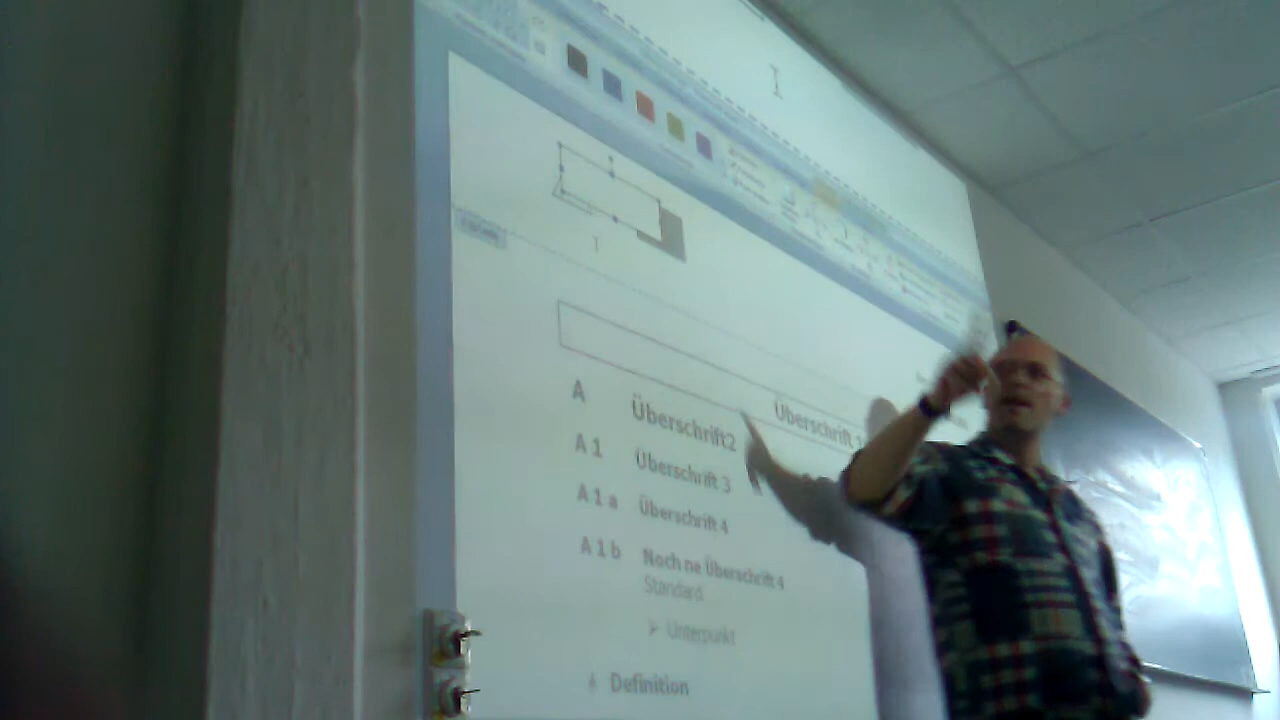 Überschrift 1
A Überschrift2
A 1 Überschrift 3
A 1 a Überschrift 4
A 1 b Noch ne Überschrift 4
Standard
➢ Unterpunkt
Definition